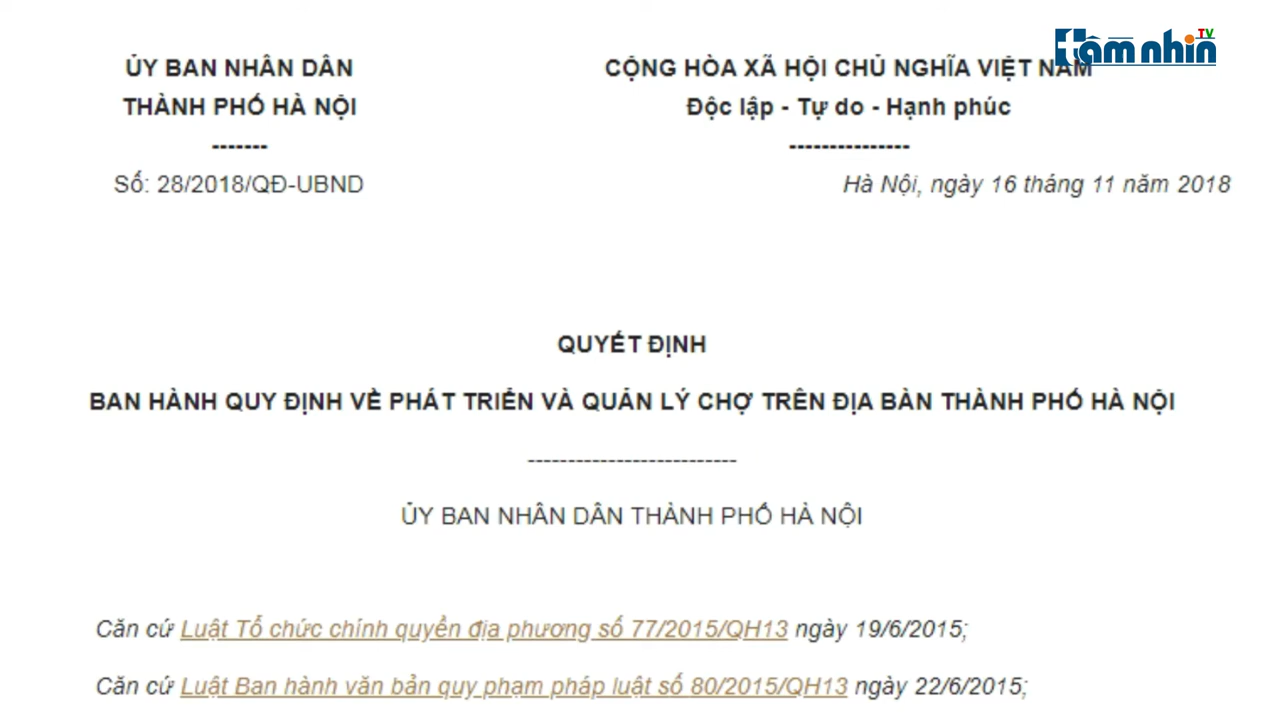 tâm nhìn TV
ỦY BAN NHÂN DÂN
THÀNH PHỐ HÀ NỘI
-------
Số: 28/2018/QĐ-UBND
CỘNG HÒA XÃ HỘI CHỦ NGHĨA VIỆT NAM
Độc lập - Tự do - Hạnh phúc
---------------
Hà Nội, ngày 16 tháng 11 năm 2018
QUYẾT ĐỊNH
BAN HÀNH QUY ĐỊNH VỀ PHÁT TRIỂN VÀ QUẢN LÝ CHỢ TRÊN ĐỊA BÀN THÀNH PHỐ HÀ NỘI
--------------------------
ỦY BAN NHÂN DÂN THÀNH PHỐ HÀ NỘI
Căn cứ Luật Tổ chức chính quyền địa phương số 77/2015/QH13 ngày 19/6/2015;
Căn cứ Luật Ban hành văn bản quy phạm pháp luật số 80/2015/QH13 ngày 22/6/2015;